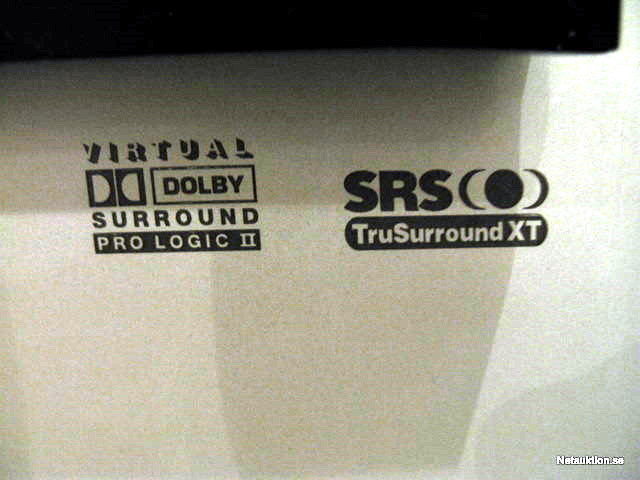 VIRTUAL
DOLBY
SURROUND
PRO LOGIC II
SRS
TruSurround XT
Netauktion.se